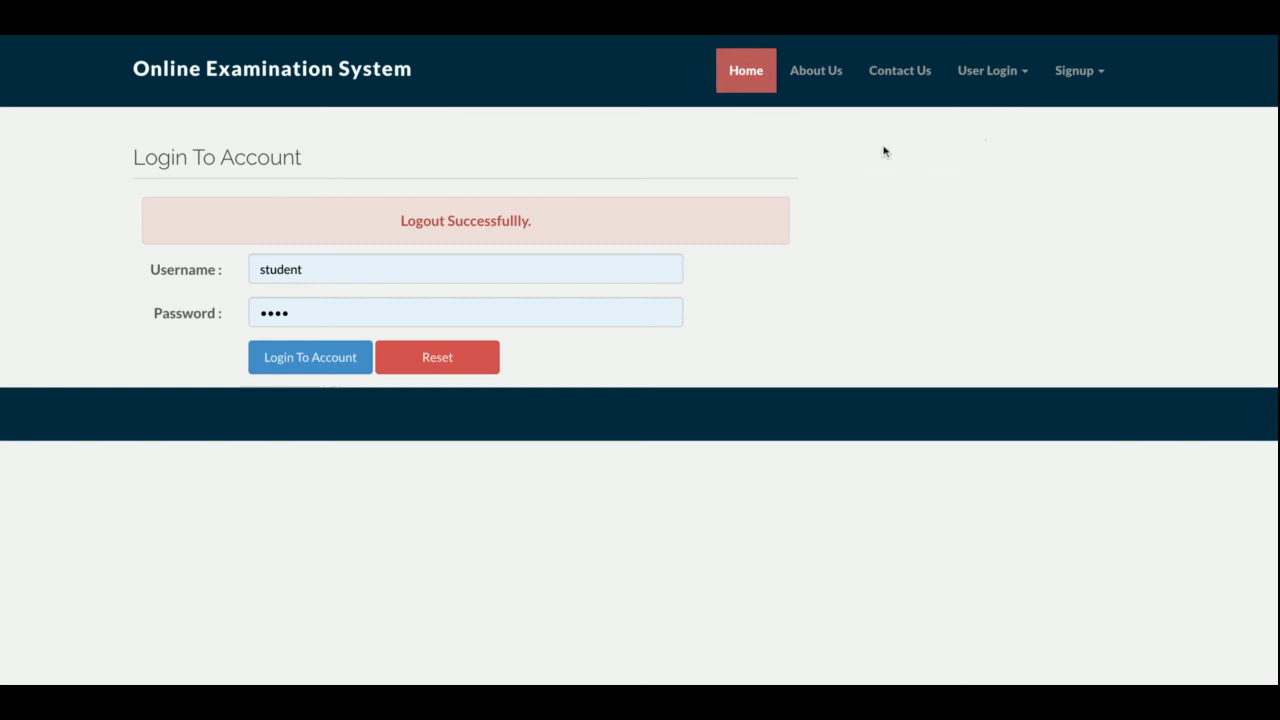 Online Examination System
Home About Us Contact Us User Login Signup
Login To Account
Logout Successfullly.
Username : student
Password : ••••
Login To Account Reset